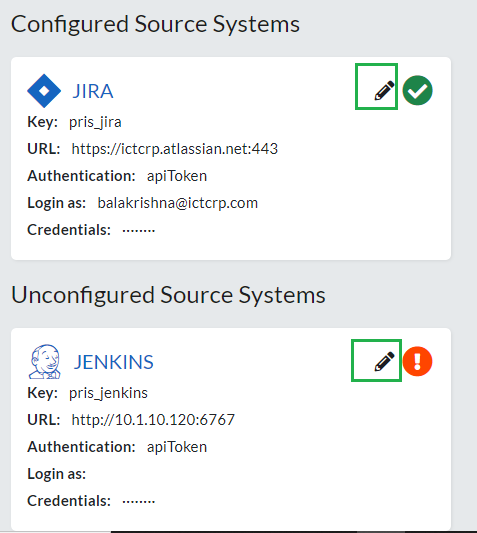 Configured Source Systems
JIRA
Key: pris_jira
URL: https://ictcrp.atlassian.net:443
Authentication: apiToken
Login as: balakrishna@ictcrp.com
Credentials: ········
Unconfigured Source Systems
JENKINS
Key: pris_jenkins
URL: http://10.1.10.120:6767
Authentication: apiToken
Login as:
Credentials: ········